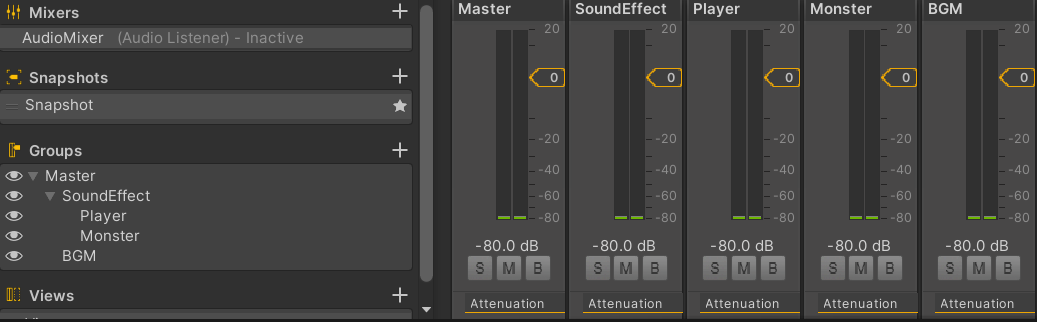 Mixers
AudioMixer (Audio Listener) - Inactive
Snapshots
Snapshot
Groups
Master
SoundEffect
Player
Monster
BGM
Views
Master
20
0
-20
-40
-60
-80
-80.0 dB
S M B
Attenuation
SoundEffect
20
0
-20
-40
-60
-80
-80.0 dB
S M B
Attenuation
Player
20
0
-20
-40
-60
-80
-80.0 dB
S M B
Attenuation
Monster
20
0
-20
-40
-60
-80
-80.0 dB
S M B
Attenuation
BGM
20
0
-20
-40
-60
-80
-80.0 dB
S M B
Attenuation